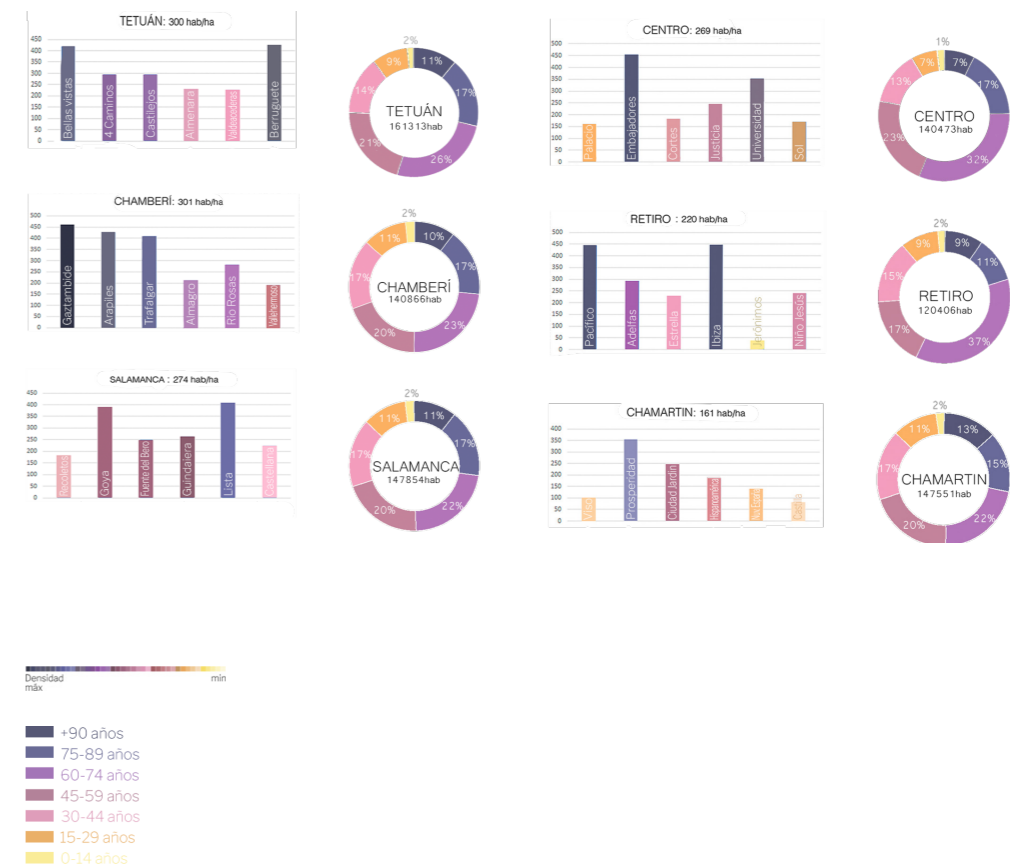 TETUÁN: 300 hab/ha
450
400
350
300
250
200
150
100
50
0
Bellas vistas
4 Caminos
Castilejos
Almenara
Valdeacederas
Berruguete
2%
11%
17%
26%
21%
14%
9%
TETUÁN
161313hab
CENTRO: 269 hab/ha
500
450
400
350
300
250
200
150
100
50
0
Palacio
Embajadores
Cortes
Justicia
Universidad
Sol
1%
7%
17%
32%
23%
13%
7%
CENTRO
140473hab
CHAMBERÍ: 301 hab/ha
500
450
400
350
300
250
200
150
100
50
0
Gaztambide
Arapiles
Trafalgar
Almagro
Rio Rosas
Vallehermoso
2%
10%
17%
23%
20%
17%
11%
CHAMBERÍ
140866hab
RETIRO : 220 hab/ha
500
450
400
350
300
250
200
150
100
50
0
Pacífico
Adelfas
Estrella
Ibiza
Jerónimos
Niño Jesús
2%
9%
11%
37%
17%
15%
9%
RETIRO
120406hab
SALAMANCA : 274 hab/ha
450
400
350
300
250
200
150
100
50
0
Recoletos
Goya
Fuente del Bero
Guindalera
Lista
Castellana
2%
11%
17%
22%
20%
17%
11%
SALAMANCA
147854hab
CHAMARTIN: 161 hab/ha
400
350
300
250
200
150
100
50
0
Viso
Prosperidad
Ciudad Jardín
Hispanoamérica
2%
13%
15%
22%
20%
17%
11%
CHAMARTIN
147551hab
Densidad
máx
min
+90 años
75-89 años
60-74 años
45-59 años
30-44 años
15-29 años
0-14 años